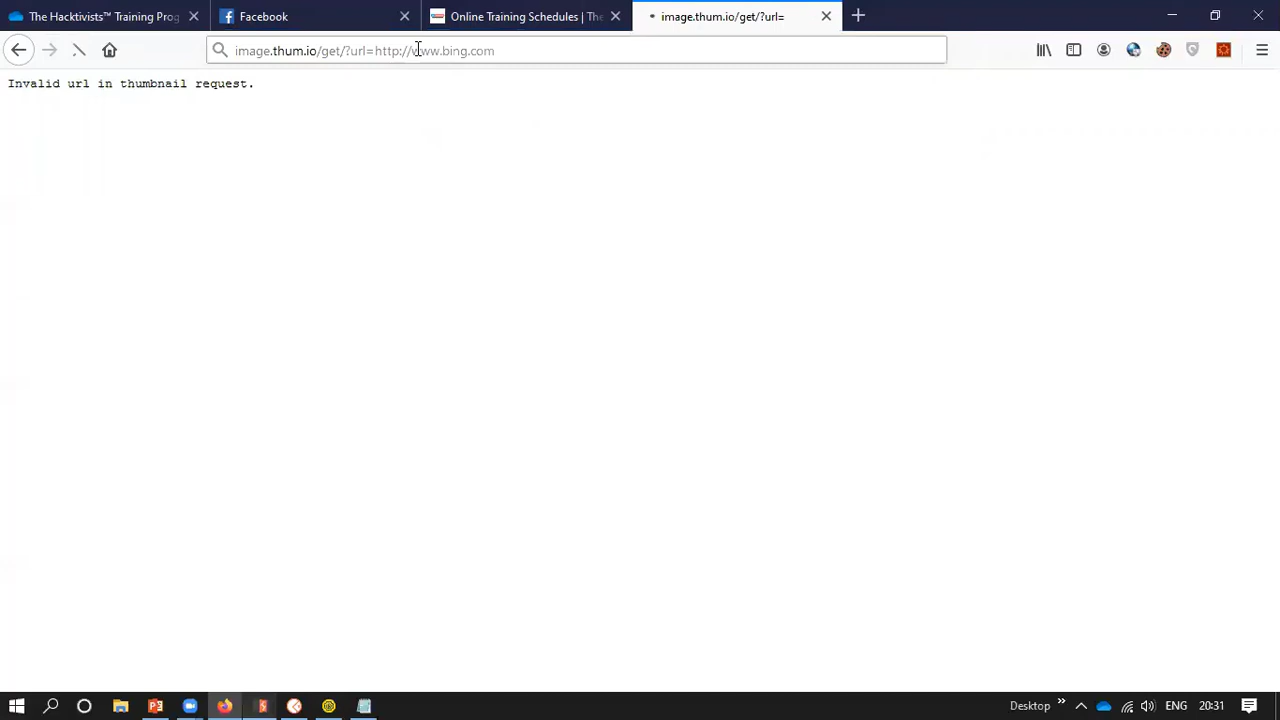 The Hacktivists™ Training Prog
Facebook
Online Training Schedules | The
image.thum.io/get/?url=
image.thum.io/get/?url=http://www.bing.com
Invalid url in thumbnail request.
Desktop
ENG
20:31